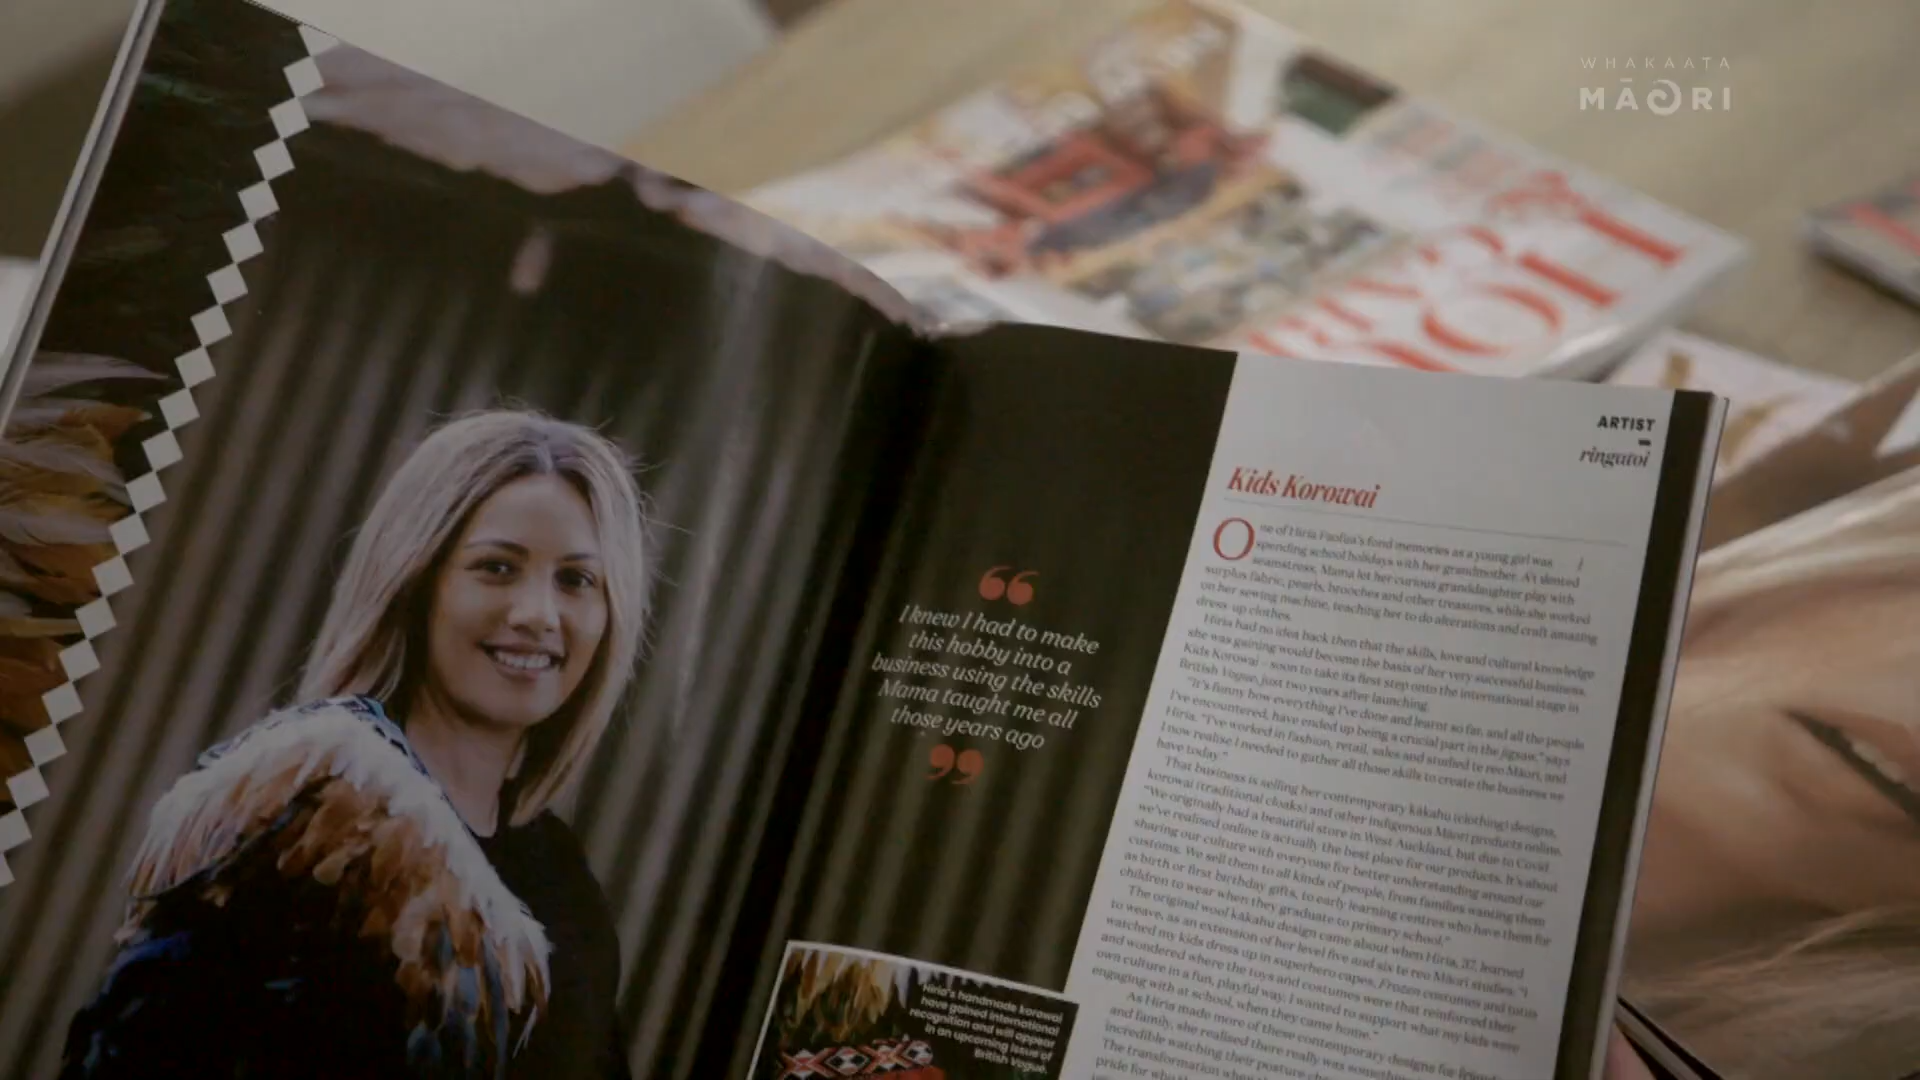 WHAKAATA
MĀORI
ARTIST
ringatoi
Kids Korowai
“
I knew I had to make
this hobby into a
business using the skills
Mama taught me all
those years ago
”
One of Hiria Faolua's fond memories as a young girl was
spending school holidays with her grandmother. A talented
seamstress, Mama let her curious granddaughter play with
surplus fabric, pearls, brooches and other treasures, while she worked
on her sewing machine, teaching her to do alterations and craft amazing
dress-up clothes.
Hiria had no idea back then that the skills, love and cultural knowledge
she was gaining would become the basis of her very successful business,
Kids Korowai – soon to take its first step onto the international stage in
British Vogue, just two years after launching.
“It's funny how everything I've done and learnt so far, and all the people
I've encountered, have ended up being a crucial part in the jigsaw,” says
Hiria. “I've worked in fashion, retail, sales and studied te reo Māori, and
I now realise I needed to gather all those skills to create the business we
have today.”
That business is selling her contemporary kākahu (clothing) designs,
korowai (traditional cloaks) and other indigenous Māori products online.
“We originally had a beautiful store in West Auckland, but due to Covid
we've realised online is actually the best place for our products. It's about
sharing our culture with everyone for better understanding around our
customs. We sell them to all kinds of people, from families wanting them
as birth or first birthday gifts, to early learning centres who have them for
children to wear when they graduate to primary school.”
The original wool kākahu design came about when Hiria, 37, learned
to weave, as an extension of her level five and six te reo Māori studies. “I
watched my kids dress up in superhero capes, Frozen costumes and tutus
and wondered where the toys and costumes were that reinforced their
own culture in a fun, playful way. I wanted to support what my kids were
engaging with at school, when they came home.”
As Hiria made more of these contemporary designs for friends
and family, she realised there really was something
incredible watching their posture
The transformation when
pride for who
Hiria's handmade korowai
have gained international
recognition and will appear
in an upcoming issue of
British Vogue.